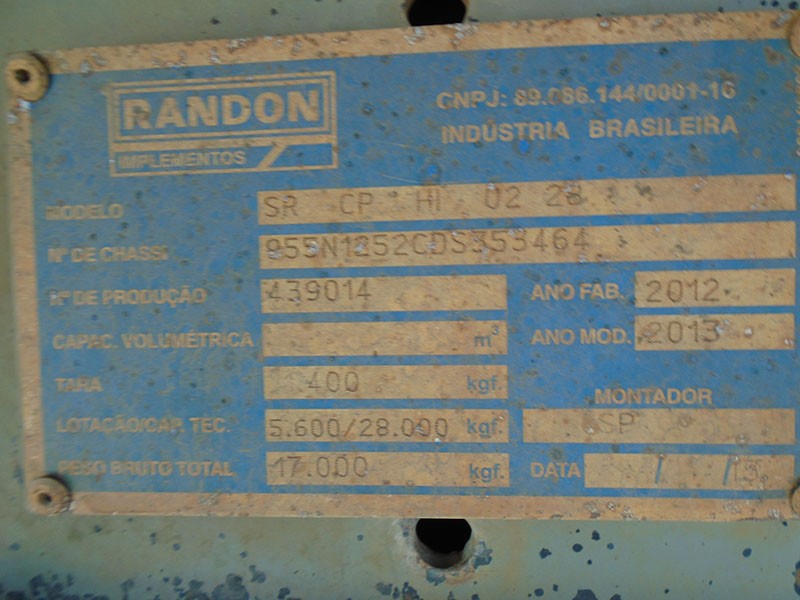 RANDON
IMPLEMENTOS
CNPJ: 89.086.144/0001-16
INDÚSTRIA BRASILEIRA
MODELO SR CP HI 02 28
Nº DE CHASSI 955N1252CDS353464
Nº DE PRODUÇÃO 439014 ANO FAB. 2012
CAPAC. VOLUMÉTRICA m³ ANO MOD. 2013
TARA 400 kgf.
MONTADOR
LOTAÇÃO/CAP. TEC. 5.600/28.000 kgf. SP
PESO BRUTO TOTAL 17.000 kgf. DATA / /13